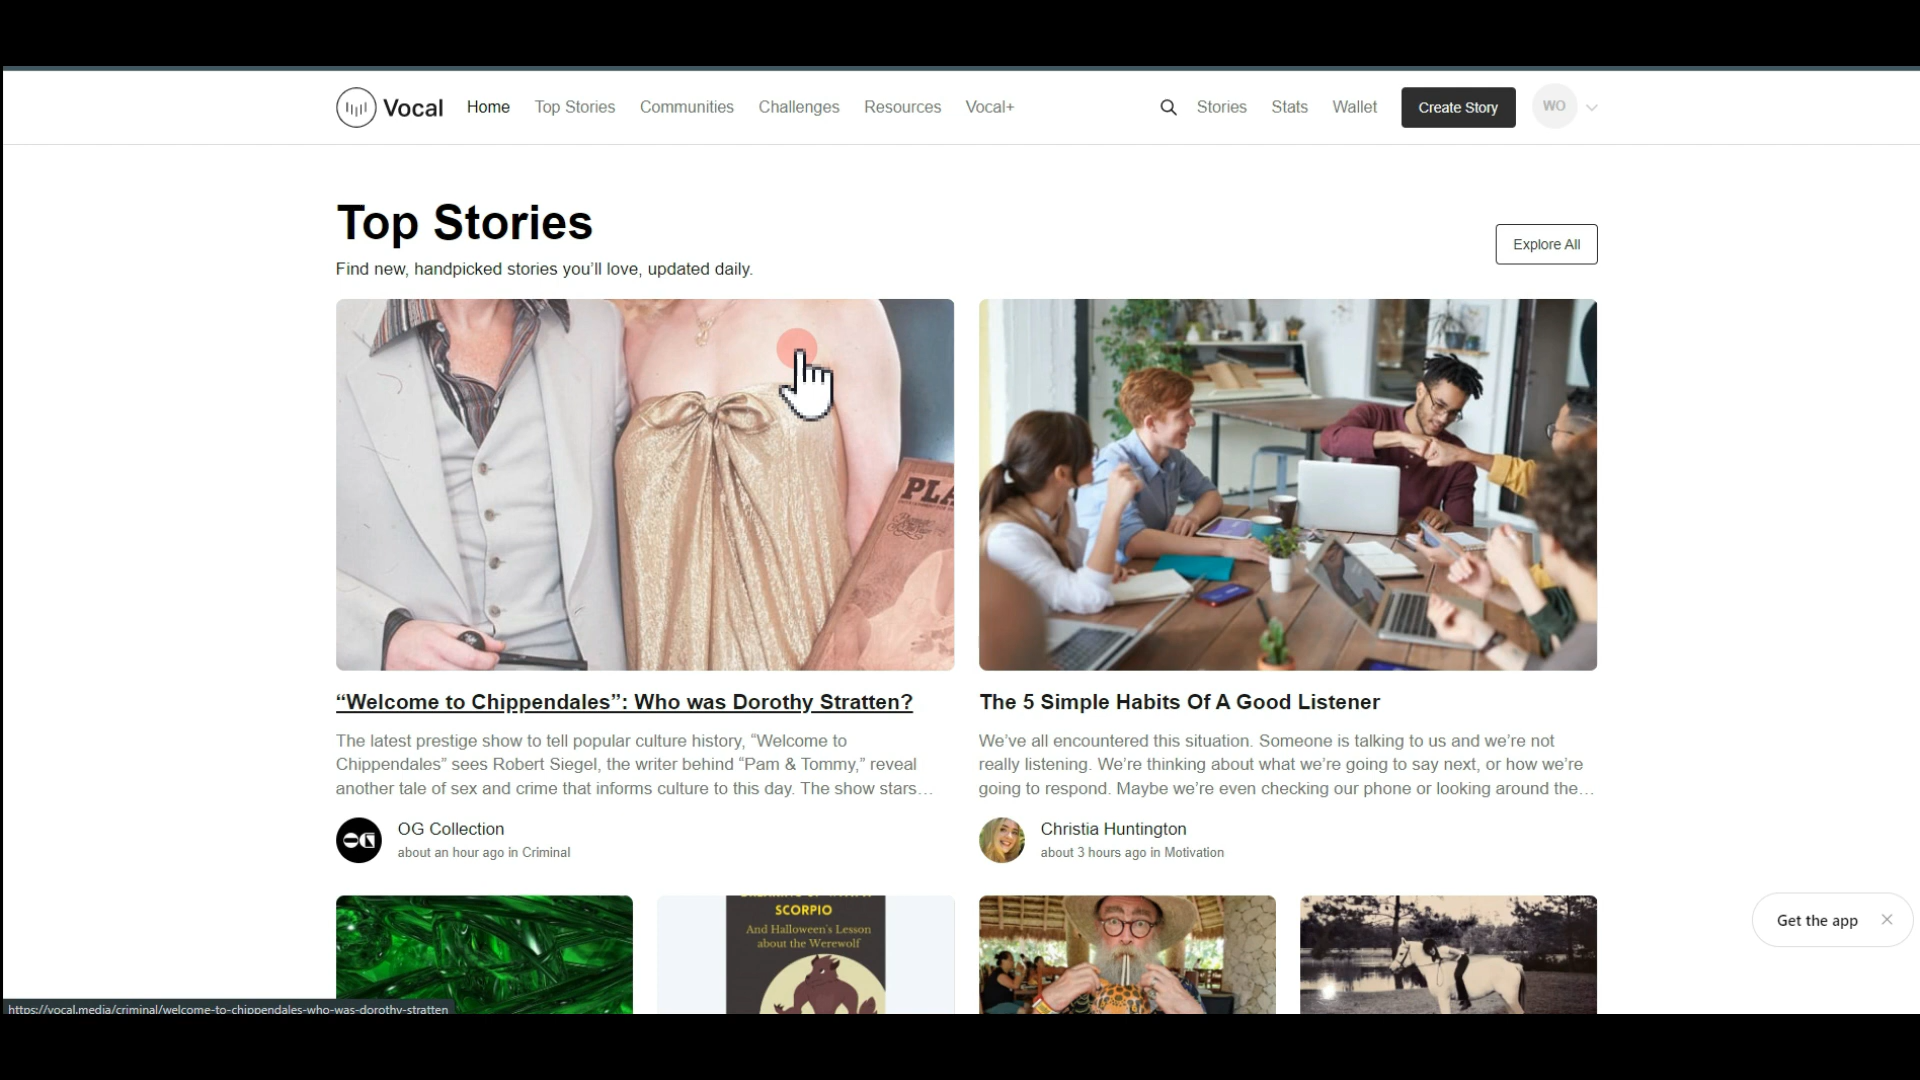 Vocal Home Top Stories Communities Challenges Resources Vocal+ Stories Stats Wallet Create Story WO
Top Stories
Explore All
Find new, handpicked stories you’ll love, updated daily.
PLA
“Welcome to Chippendales”: Who was Dorothy Stratten?
The latest prestige show to tell popular culture history, “Welcome to
Chippendales” sees Robert Siegel, the writer behind “Pam & Tommy,” reveal
another tale of sex and crime that informs culture to this day. The show stars...
OG
OG Collection
about an hour ago in Criminal
The 5 Simple Habits Of A Good Listener
We’ve all encountered this situation. Someone is talking to us and we’re not
really listening. We’re thinking about what we’re going to say next, or how we’re
going to respond. Maybe we’re even checking our phone or looking around the...
Christia Huntington
about 3 hours ago in Motivation
SCORPIO
And Halloween's Lesson
about the Werewolf
Get the app
https://vocal.media/criminal/welcome-to-chippendales-who-was-dorothy-stratten